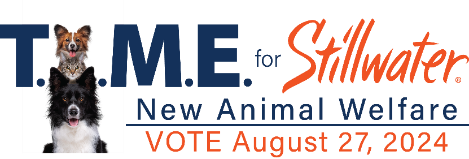 T.I.M.E. for Stillwater®
New Animal Welfare
VOTE August 27, 2024